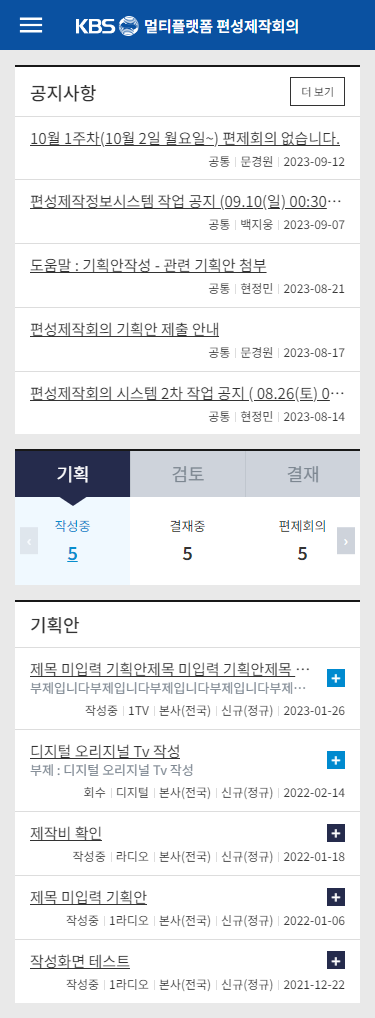 KBS 멀티플랫폼 편성제작회의
공지사항
더 보기
10월 1주차(10월 2일 월요일~) 편제회의 없습니다.
공통 문경원 2023-09-12
편성제작정보시스템 작업 공지 (09.10(일) 00:30…
공통 백지웅 2023-09-07
도움말 : 기획안작성 - 관련 기획안 첨부
공통 현정민 2023-08-21
편성제작회의 기획안 제출 안내
공통 문경원 2023-08-17
편성제작회의 시스템 2차 작업 공지 ( 08.26(토) 0…
공통 현정민 2023-08-14
기획 검토 결재
작성중 결재중 편제회의
5 5 5
기획안
제목 미입력 기획안제목 미입력 기획안제목 …
부제입니다부제입니다부제입니다부제입니다부제…
작성중 1TV 본사(전국) 신규(정규) 2023-01-26
디지털 오리지널 Tv 작성
부제 : 디지털 오리지널 Tv 작성
회수 디지털 본사(전국) 신규(정규) 2022-02-14
제작비 확인
작성중 라디오 본사(전국) 신규(정규) 2022-01-18
제목 미입력 기획안
작성중 1라디오 본사(전국) 신규(정규) 2022-01-06
작성화면 테스트
작성중 1라디오 본사(전국) 신규(정규) 2021-12-22